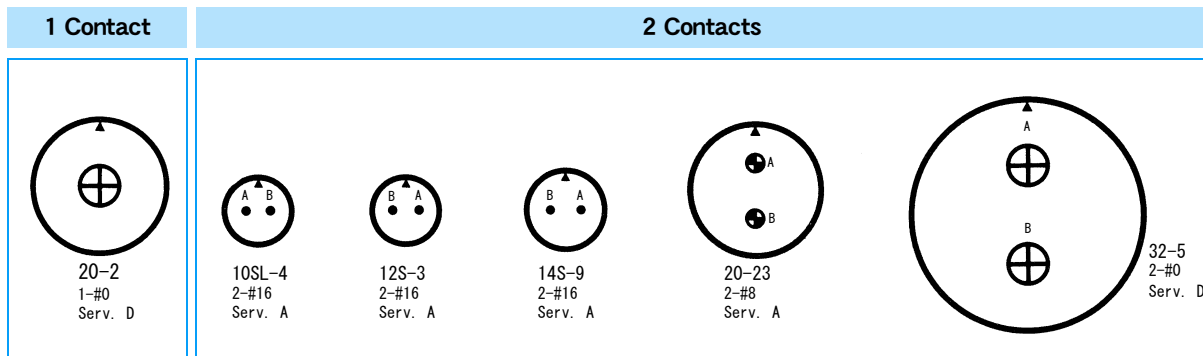 1 Contact
2 Contacts
20-2
1-#0
Serv. D
A B
10SL-4
2-#16
Serv. A
B A
12S-3
2-#16
Serv. A
B A
14S-9
2-#16
Serv. A
A
B
20-23
2-#8
Serv. A
A
B
32-5
2-#0
Serv. D